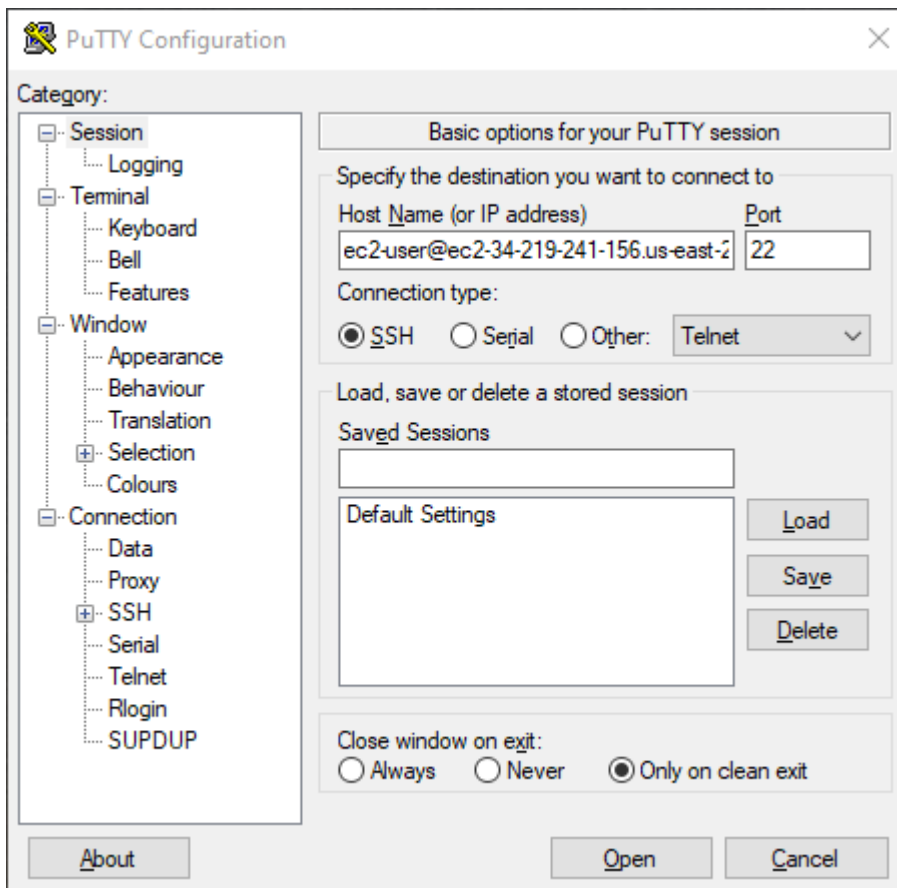 PuTTY Configuration
Category:
Session
Logging
Terminal
Keyboard
Bell
Features
Window
Appearance
Behaviour
Translation
Selection
Colours
Connection
Data
Proxy
SSH
Serial
Telnet
Rlogin
SUPDUP
Basic options for your PuTTY session
Specify the destination you want to connect to
Host Name (or IP address) Port
ec2-user@ec2-34-219-241-156.us-east-2 22
Connection type:
SSH Serial Other: Telnet
Load, save or delete a stored session
Saved Sessions
Default Settings
Load
Save
Delete
Close window on exit:
Always Never Only on clean exit
About Open Cancel